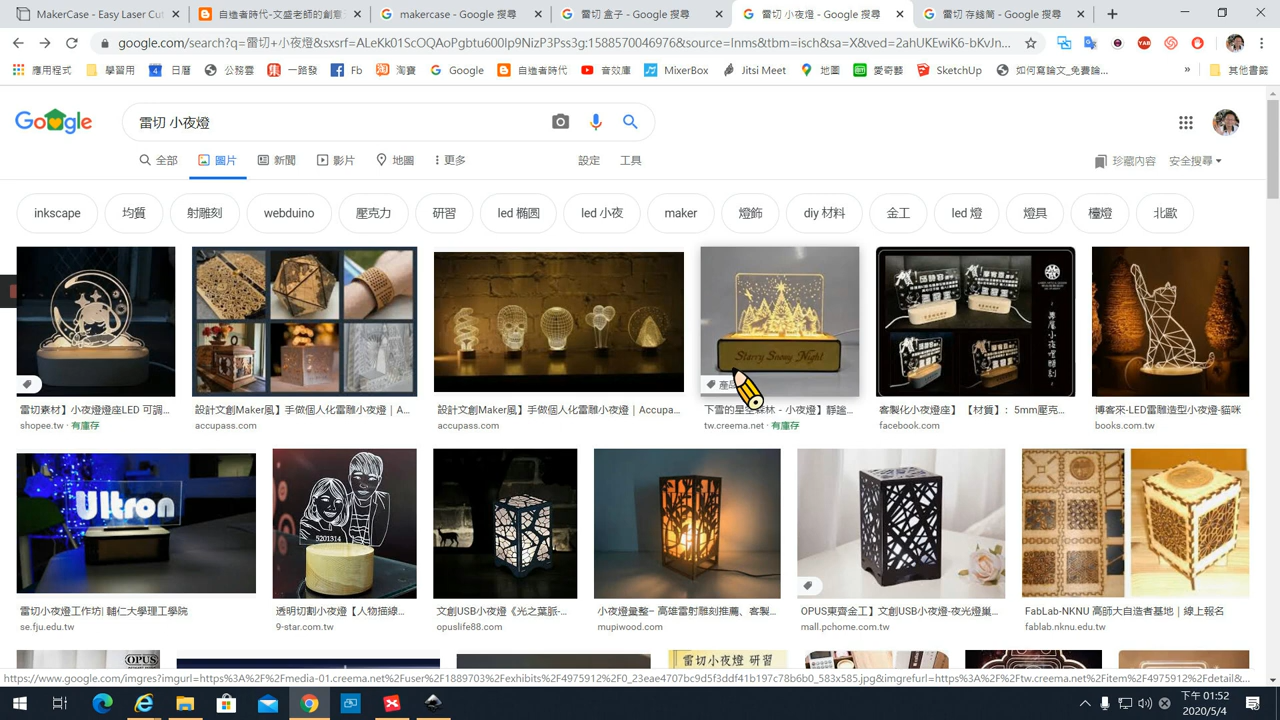 MakerCase - Easy Laser Cut
自造者時代-文盛老師的創意
makercase - Google 搜尋
雷切 盒子 - Google 搜尋
雷切 小夜燈 - Google 搜尋
雷切 存錢筒 - Google 搜尋
google.com/search?q=雷切+小夜燈&sxsrf=ALeKk01ScOQAoPgbtu600Ip9NizP3Pss3g:1588570046976&source=lnms&tbm=isch&sa=X&ved=2ahUKEwiK6-bKvJn...
應用程式
學習用
日曆
公務雲
一路發
Fb
淘寶
Google
自造者時代
音效庫
MixerBox
Jitsi Meet
地圖
愛奇藝
SketchUp
如何寫論文_免費論...
»
其他書籤
Google
雷切 小夜燈
全部
圖片
新聞
影片
地圖
更多
設定
工具
珍藏內容
安全搜尋
inkscape
均質
射雕刻
webduino
壓克力
研習
led 橢圓
led 小夜
maker
燈飾
diy 材料
金工
led 燈
燈具
檯燈
北歐
Starry Snowy Night
雷切素材】小夜燈燈座LED 可調...
shopee.tw · 有庫存
設計文創Maker風】手做個人化雷雕小夜燈 | A...
accupass.com
設計文創Maker風】手做個人化雷雕小夜燈 | Accupa...
accupass.com
tw.creema.net · 有庫存
客製化小夜燈座】 【材質】: 5mm壓克...
facebook.com
博客來-LED雷雕造型小夜燈-貓咪
books.com.tw
Ultron
5201314
雷切小夜燈工作坊| 輔仁大學理工學院
se.fju.edu.tw
透明切割小夜燈【人物描線...
9-star.com.tw
文創USB小夜燈《光之葉脈-...
opuslife88.com
小夜燈彙整– 高雄雷射雕刻推薦、客製...
mupiwood.com
OPUS東齊金工】文創USB小夜燈-夜光燈巢...
mall.pchome.com.tw
FabLab-NKNU 高師大自造者基地 | 線上報名
fablab.nknu.edu.tw
OPUS
雷切小夜燈 研習
https://www.google.com/imgres?imgurl=https%3A%2F%2Fmedia-01.creema.net%2Fuser%2F1889703%2Fexhibits%2F4975912%2F0_23eae4707bc9d5f3ddf41b197c78b6b0_583x585.jpg&imgrefurl=https%3A%2F%2Ftw.creema.net%2Fitem%2F4975912%2Fdetail&...
下午 01:52
2020/5/4